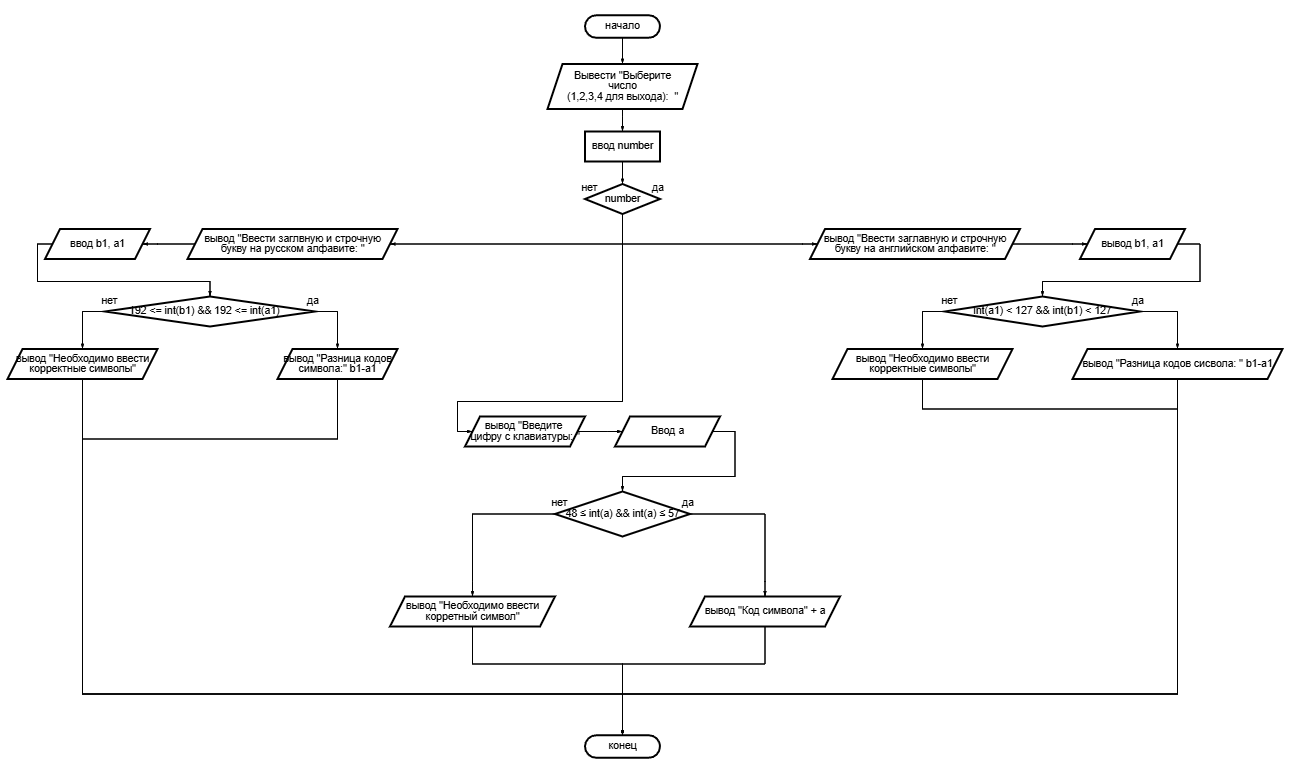 начало
Вывести "Выберите
число
(1,2,3,4 для выхода): "
ввод number
нет
да
number
ввод b1, a1
вывод "Ввести заглвную и строчную
букву на русском алфавите: "
вывод "Ввести заглавную и строчную
букву на английском алфавите: "
вывод b1, a1
нет
да
192 <= int(b1) && 192 <= int(a1)
нет
да
int(a1) < 127 && int(b1) < 127
вывод "Необходимо ввести
корректные символы"
вывод "Разница кодов
символа:" b1-a1
вывод "Необходимо ввести
корректные символы"
вывод "Разница кодов сисвола: " b1-a1
вывод "Введите
цифру с клавиатуры: "
Ввод a
нет
да
48 ≤ int(a) && int(a) ≤ 57
вывод "Необходимо ввести
корретный символ"
вывод "Код символа" + a
конец